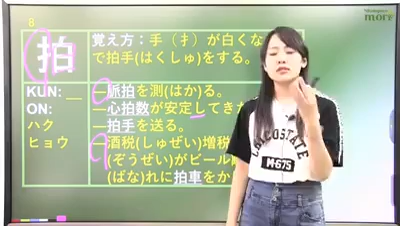 8
拍
覚え方：手（扌）が白くな
で拍手(はくしゅ)をする。
KUN: __
ON:
ハク
ヒョウ
―脈拍を測(はか)る。
―心拍数が安定してきた
―拍手を送る。
―酒税(しゅぜい)増税
(ぞうぜい)がビール
(ばな)れに拍車をか
more
LACOSTE
M-675